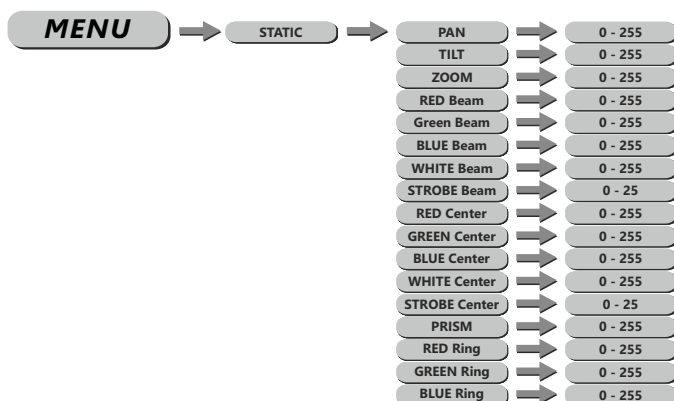 MENU STATIC PAN 0 - 255
TILT 0 - 255
ZOOM 0 - 255
RED Beam 0 - 255
Green Beam 0 - 255
BLUE Beam 0 - 255
WHITE Beam 0 - 255
STROBE Beam 0 - 25
RED Center 0 - 255
GREEN Center 0 - 255
BLUE Center 0 - 255
WHITE Center 0 - 255
STROBE Center 0 - 25
PRISM 0 - 255
RED Ring 0 - 255
GREEN Ring 0 - 255
BLUE Ring 0 - 255